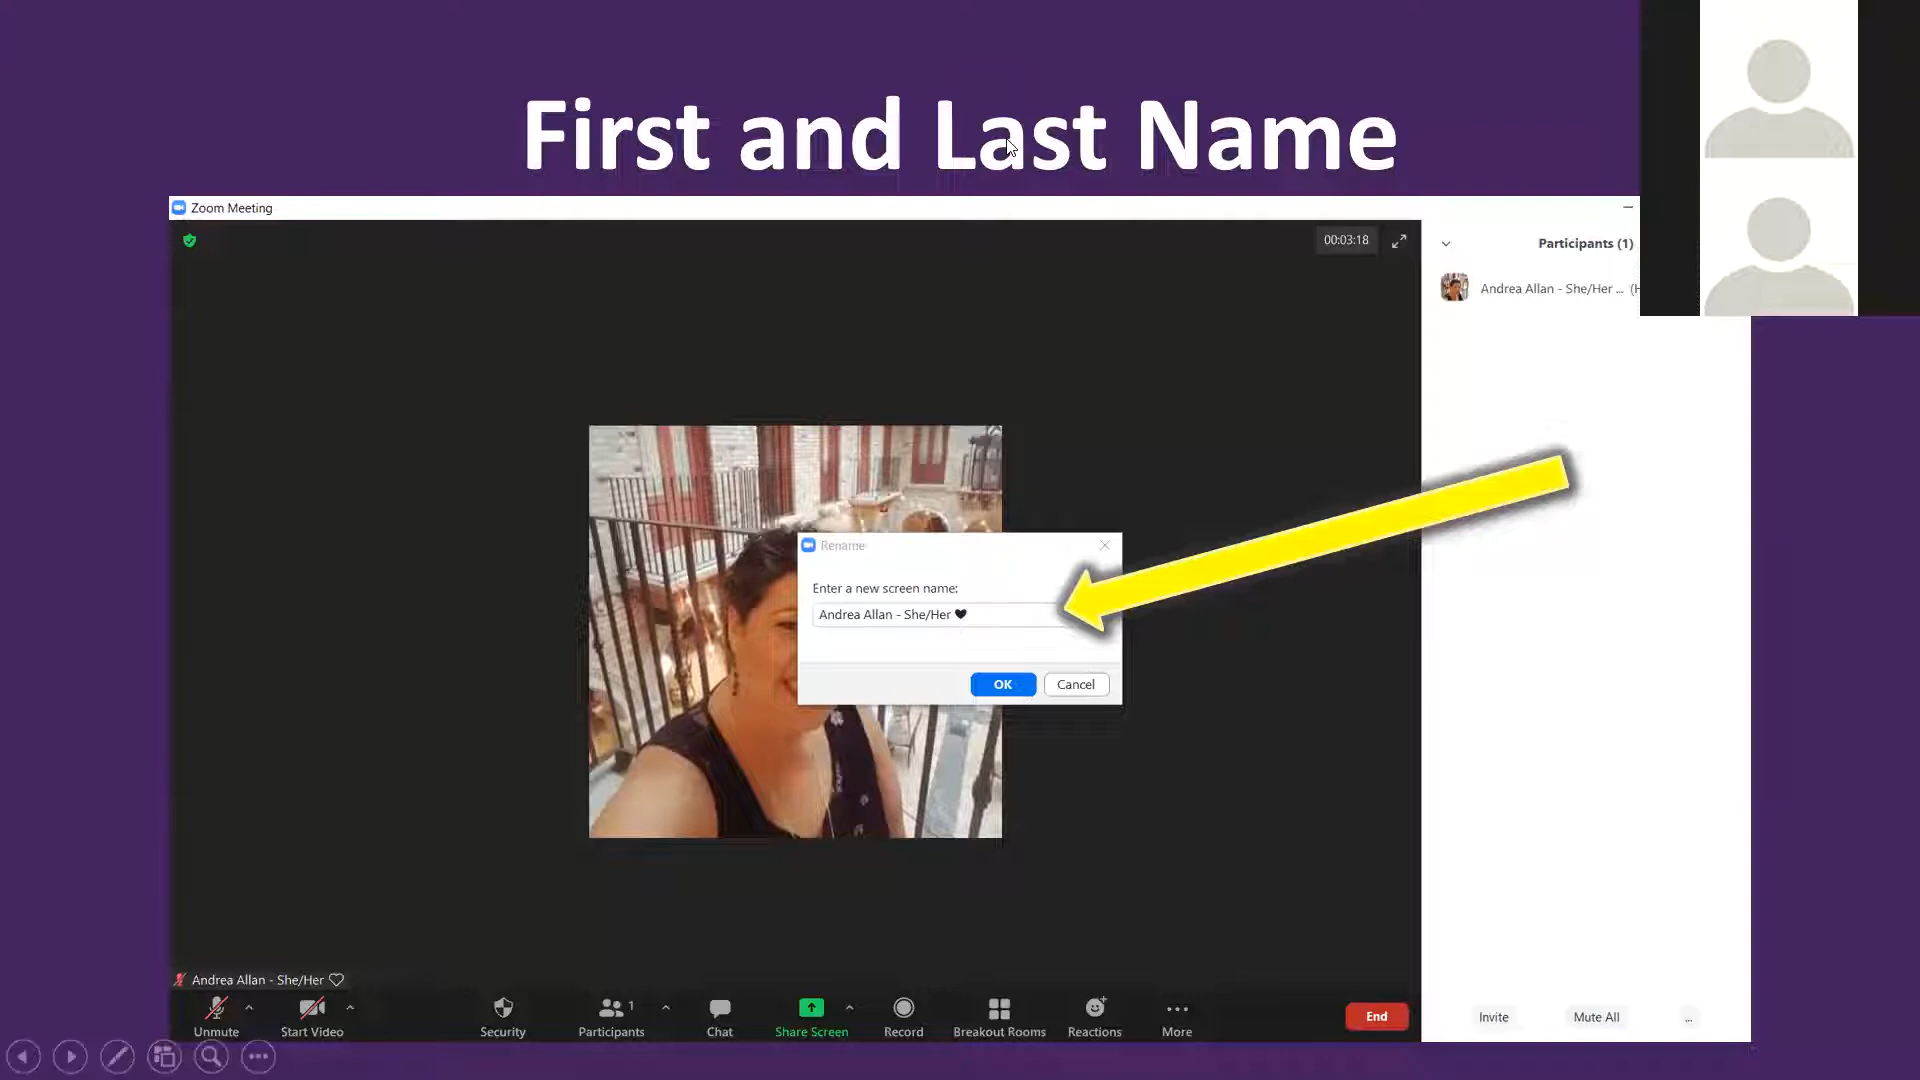 First and Last Name
Zoom Meeting
00:03:18
Participants (1)
Andrea Allan - She/Her ... (H
Rename
Enter a new screen name:
Andrea Allan - She/Her 🖤
OK
Cancel
Andrea Allan - She/Her ♡
Unmute
Start Video
Security
1
Participants
Chat
Share Screen
Record
Breakout Rooms
Reactions
More
End
Invite
Mute All
...